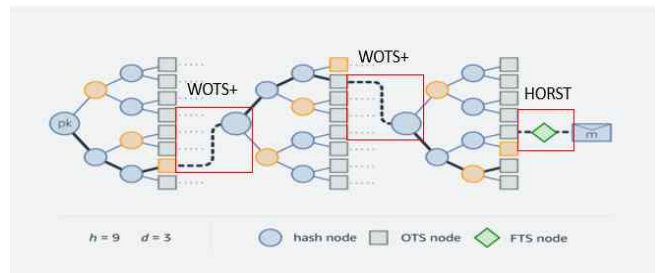 WOTS+
WOTS+
HORST
pk
m
h = 9 d = 3
hash node
OTS node
FTS node